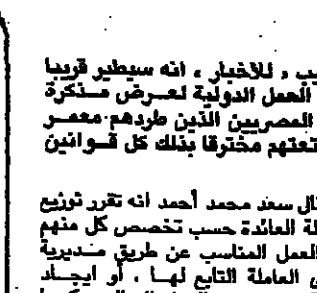 يب « للأخبار » انه سيطير قريبا
العمل الدولية لعرض مذكرة
المصريين الذين طردهم معمر
تعتهم مخترقا بذلك كل قوانين
قال سعد محمد أحمد انه تقرر توزيع
لة العائدة حسب تخصص كل منهم
العمل المناسب عن طريق مديرية
ى العاملة التابع لها ، أو ايجاد